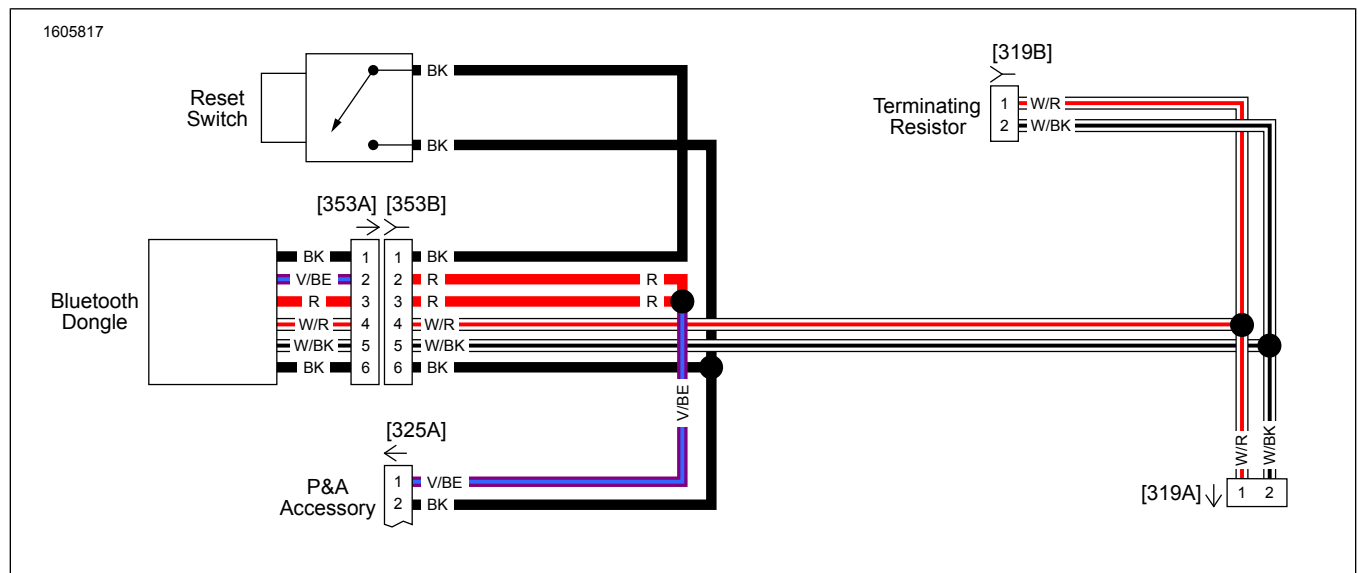 1605817
[319B]
Reset
Switch
BK
BK
Terminating
Resistor
1 W/R
2 W/BK
[353A] [353B]
Bluetooth
Dongle
BK 1 1 BK
V/BE 2 2 R R
R 3 3 R R
W/R 4 4 W/R
W/BK 5 5 W/BK
BK 6 6 BK
V/BE
W/R
W/BK
[325A]
P&A
Accessory
1 V/BE
2 BK
[319A]
1 2